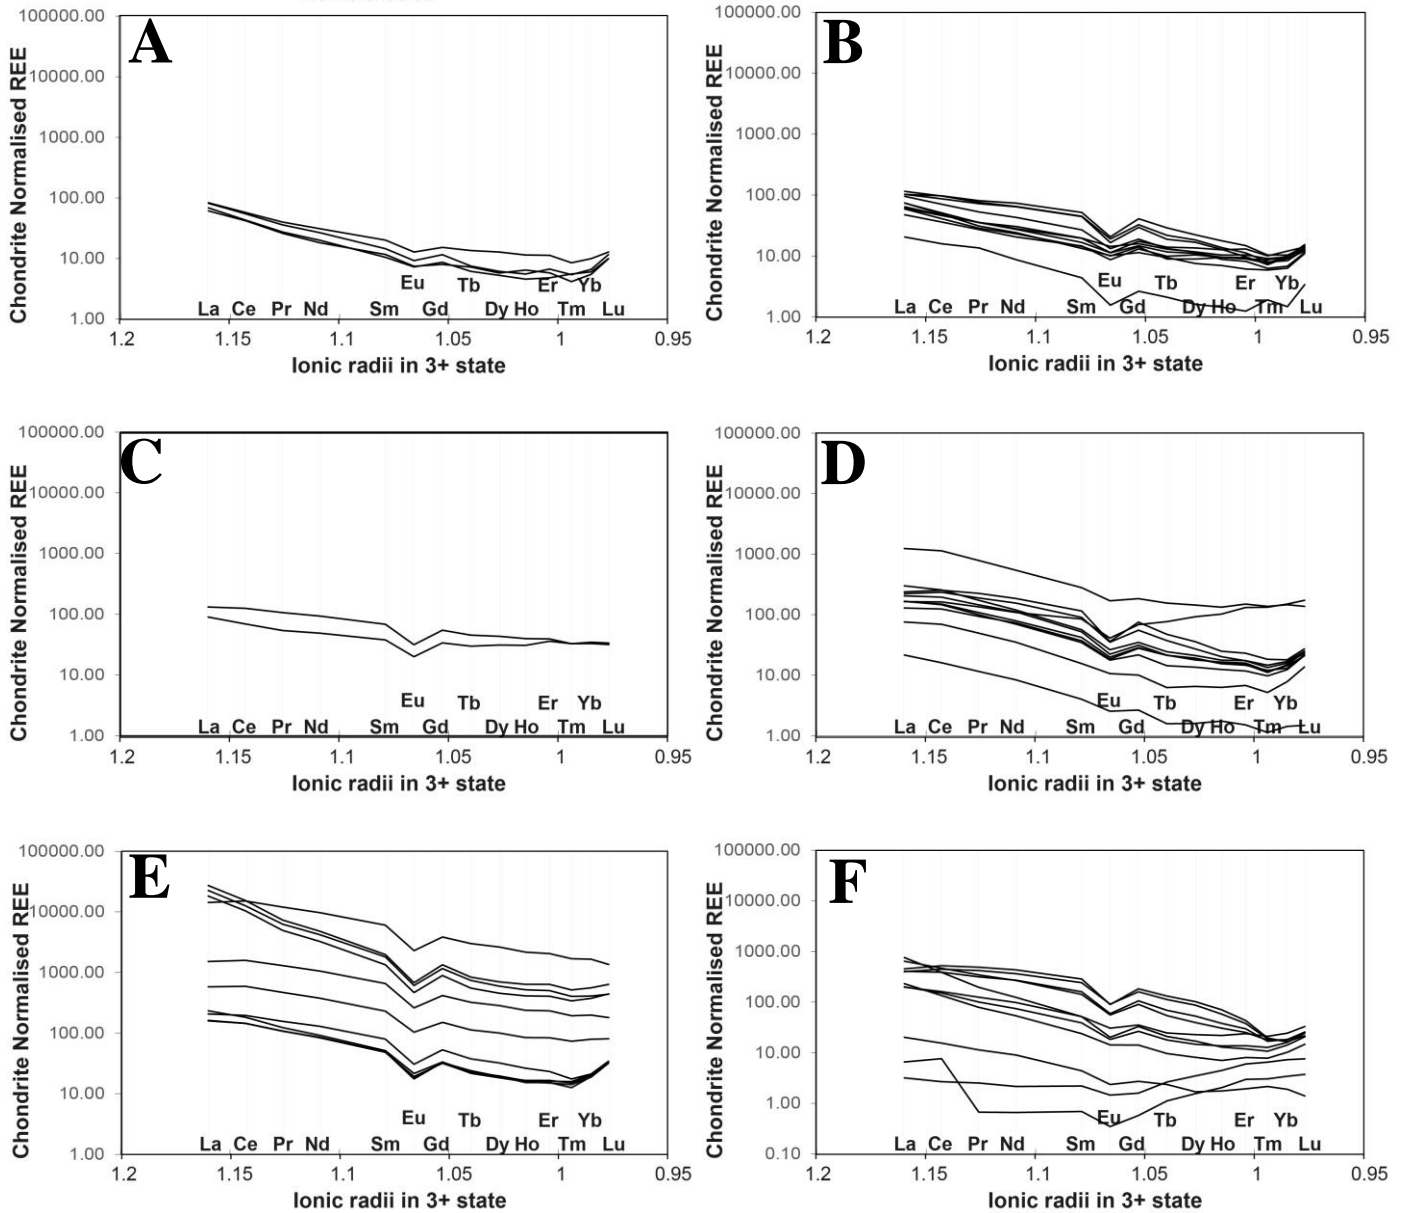 A
Chondrite Normalised REE
100000.00
10000.00
1000.00
100.00
10.00
1.00
Eu Tb Er Yb
La Ce Pr Nd Sm Gd Dy Ho Tm Lu
1.2 1.15 1.1 1.05 1 0.95
Ionic radii in 3+ state
B
Chondrite Normalised REE
100000.00
10000.00
1000.00
100.00
10.00
1.00
Eu Tb Er Yb
La Ce Pr Nd Sm Gd Dy Ho Tm Lu
1.2 1.15 1.1 1.05 1 0.95
Ionic radii in 3+ state
C
Chondrite Normalised REE
100000.00
10000.00
1000.00
100.00
10.00
1.00
Eu Tb Er Yb
La Ce Pr Nd Sm Gd Dy Ho Tm Lu
1.2 1.15 1.1 1.05 1 0.95
Ionic radii in 3+ state
D
Chondrite Normalised REE
100000.00
10000.00
1000.00
100.00
10.00
1.00
Eu Tb Er Yb
La Ce Pr Nd Sm Gd Dy Ho Tm Lu
1.2 1.15 1.1 1.05 1 0.95
Ionic radii in 3+ state
E
Chondrite Normalised REE
100000.00
10000.00
1000.00
100.00
10.00
1.00
Eu Tb Er Yb
La Ce Pr Nd Sm Gd Dy Ho Tm Lu
1.2 1.15 1.1 1.05 1 0.95
Ionic radii in 3+ state
F
Chondrite Normalised REE
100000.00
10000.00
1000.00
100.00
10.00
1.00
0.10
Eu Tb Er Yb
La Ce Pr Nd Sm Gd Dy Ho Tm Lu
1.2 1.15 1.1 1.05 1 0.95
Ionic radii in 3+ state